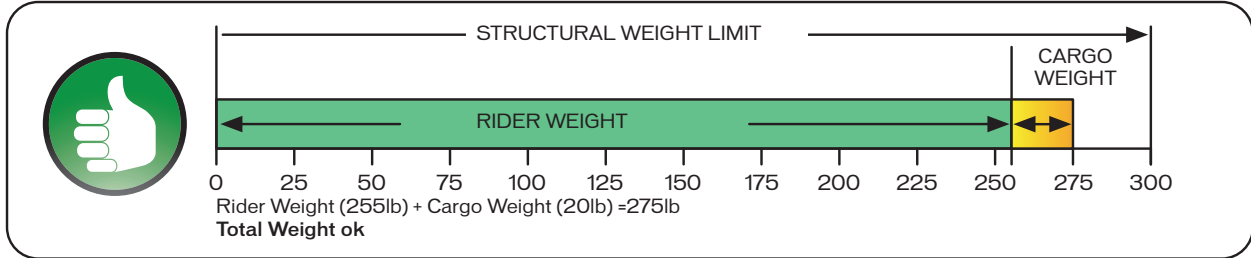 STRUCTURAL WEIGHT LIMIT
CARGO
WEIGHT
RIDER WEIGHT
0 25 50 75 100 125 150 175 200 225 250 275 300
Rider Weight (255lb) + Cargo Weight (20lb) =275lb
Total Weight ok